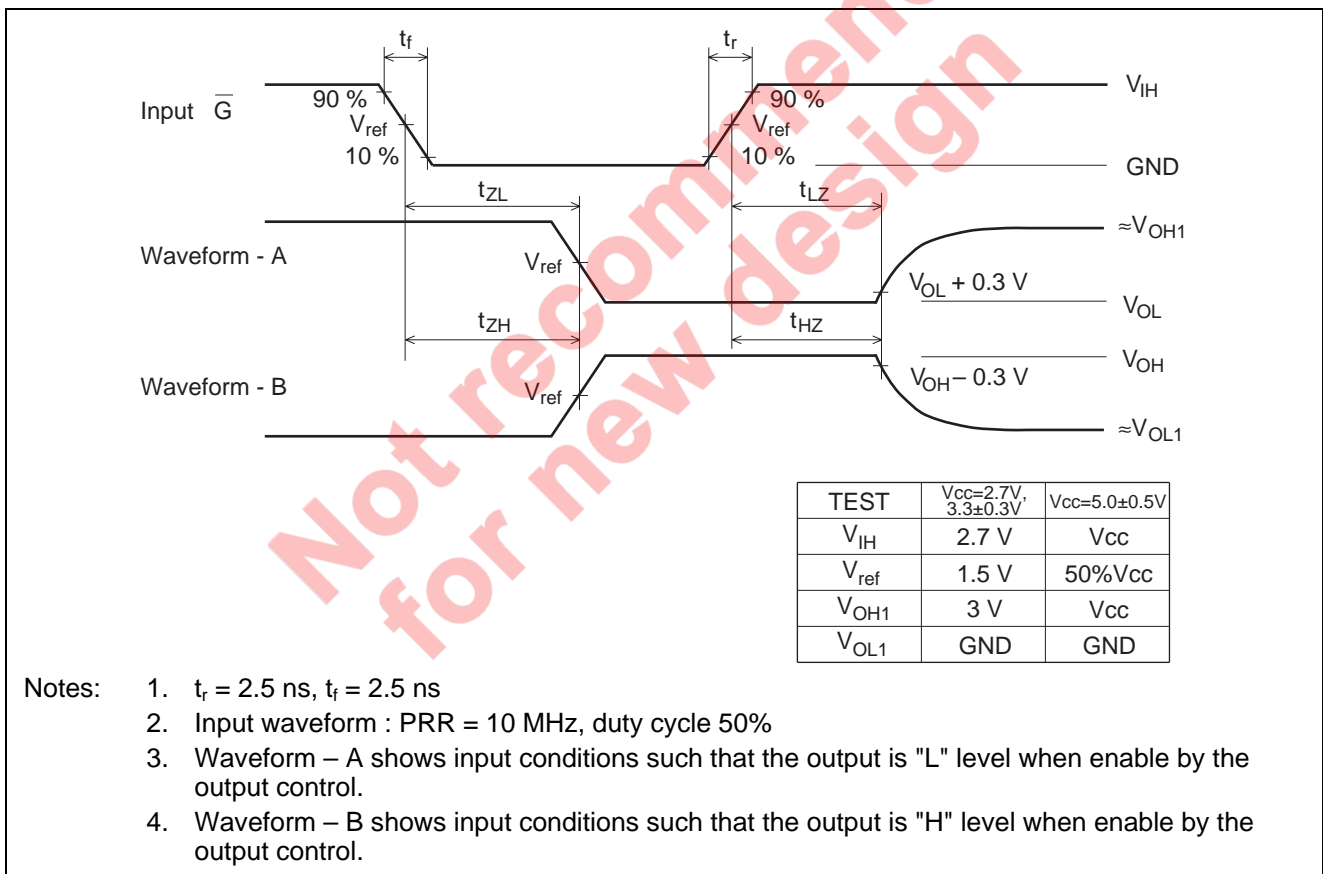 tf
tr
Input G̅
90 %
Vref
10 %
90 %
Vref
10 %
VIH
GND
tZL
tLZ
Waveform - A
Vref
VOL + 0.3 V
≈VOH1
VOL
tZH
tHZ
Waveform - B
Vref
VOH – 0.3 V
VOH
≈VOL1
TEST Vcc=2.7V, 3.3±0.3V Vcc=5.0±0.5V
VIH 2.7 V Vcc
Vref 1.5 V 50%Vcc
VOH1 3 V Vcc
VOL1 GND GND
Notes: 1. tr = 2.5 ns, tf = 2.5 ns
2. Input waveform : PRR = 10 MHz, duty cycle 50%
3. Waveform – A shows input conditions such that the output is "L" level when enable by the
output control.
4. Waveform – B shows input conditions such that the output is "H" level when enable by the
output control.
Not recommen
for new design